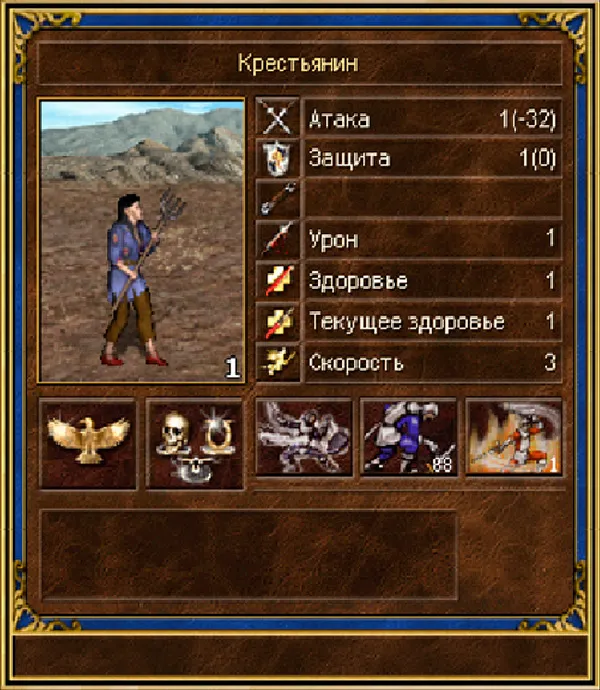 Крестьянин
Атака 1(-32)
Защита 1(0)
Урон 1
Здоровье 1
Текущее здоровье 1
Скорость 3
1
88
1